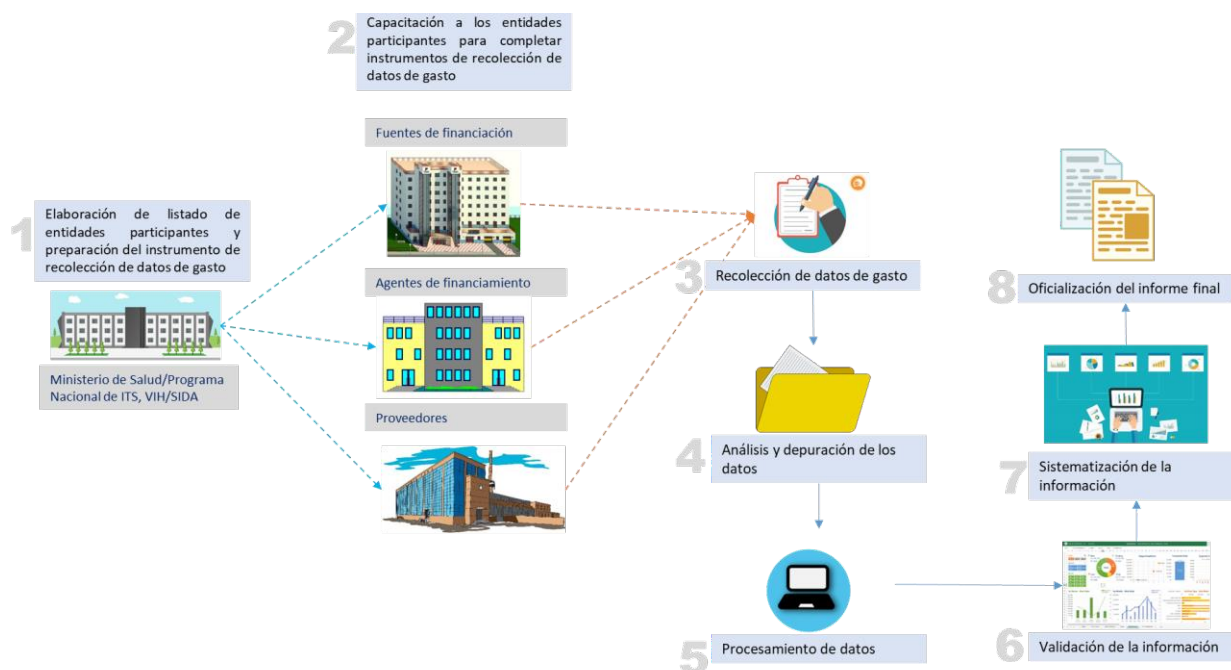 1
Elaboración de listado de
entidades participantes y
preparación del instrumento de
recolección de datos de gasto
Ministerio de Salud/Programa
Nacional de ITS, VIH/SIDA
2
Capacitación a los entidades
participantes para completar
instrumentos de recolección de
datos de gasto
Fuentes de financiación
Agentes de financiamiento
Proveedores
3
Recolección de datos de gasto
4
Análisis y depuración de los
datos
5
Procesamiento de datos
6
Validación de la información
7
Sistematización de la
información
8
Oficialización del informe final